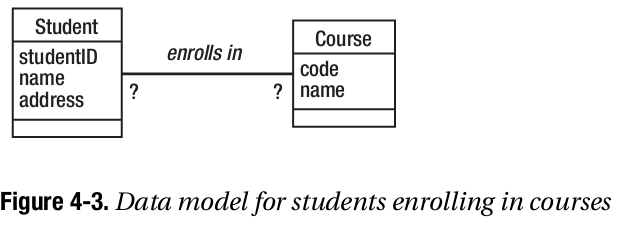 Student
studentID
name
address
enrolls in
?
?
Course
code
name
Figure 4-3. Data model for students enrolling in courses